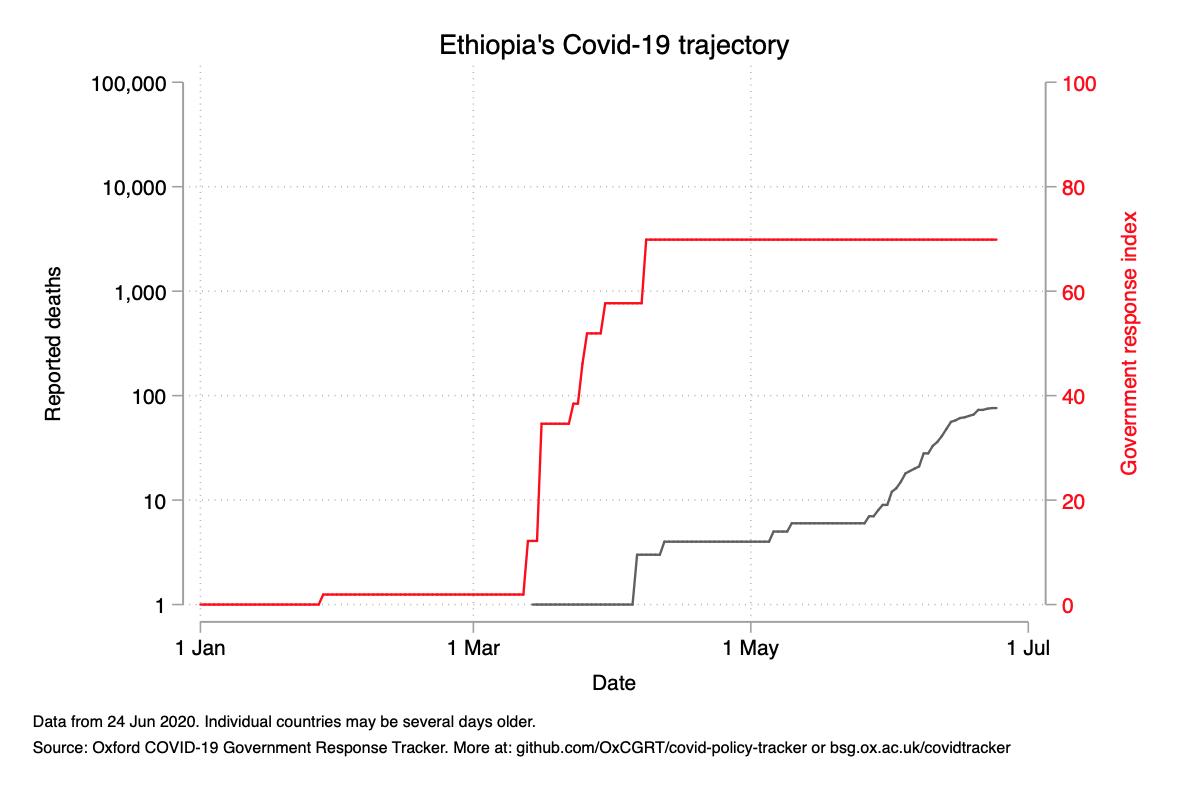 Ethiopia's Covid-19 trajectory
100,000
10,000
1,000
100
10
1
Reported deaths
100
80
60
40
20
0
Government response index
1 Jan
1 Mar
1 May
1 Jul
Date
Data from 24 Jun 2020. Individual countries may be several days older.
Source: Oxford COVID-19 Government Response Tracker. More at: github.com/OxCGRT/covid-policy-tracker or bsg.ox.ac.uk/covidtracker